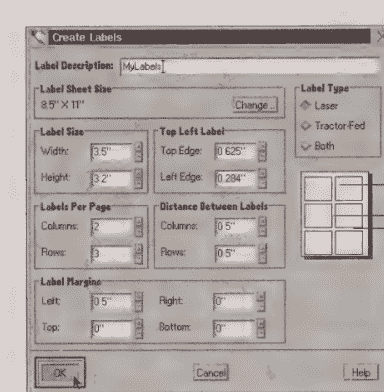 Create Labels
Label Description: MyLabels
Label Sheet Size
8.5" X 11"
Change...
Label Type
Laser
Tractor-Fed
Both
Label Size
Width: 3.5"
Height: 3.2"
Top Left Label
Top Edge: 0.625"
Left Edge: 0.284"
Labels Per Page
Columns: 2
Rows: 3
Distance Between Labels
Columns: 0.5"
Rows: 0.5"
Label Margins
Left: 0.5"
Right: 0"
Top: 0"
Bottom: 0"
OK
Cancel
Help